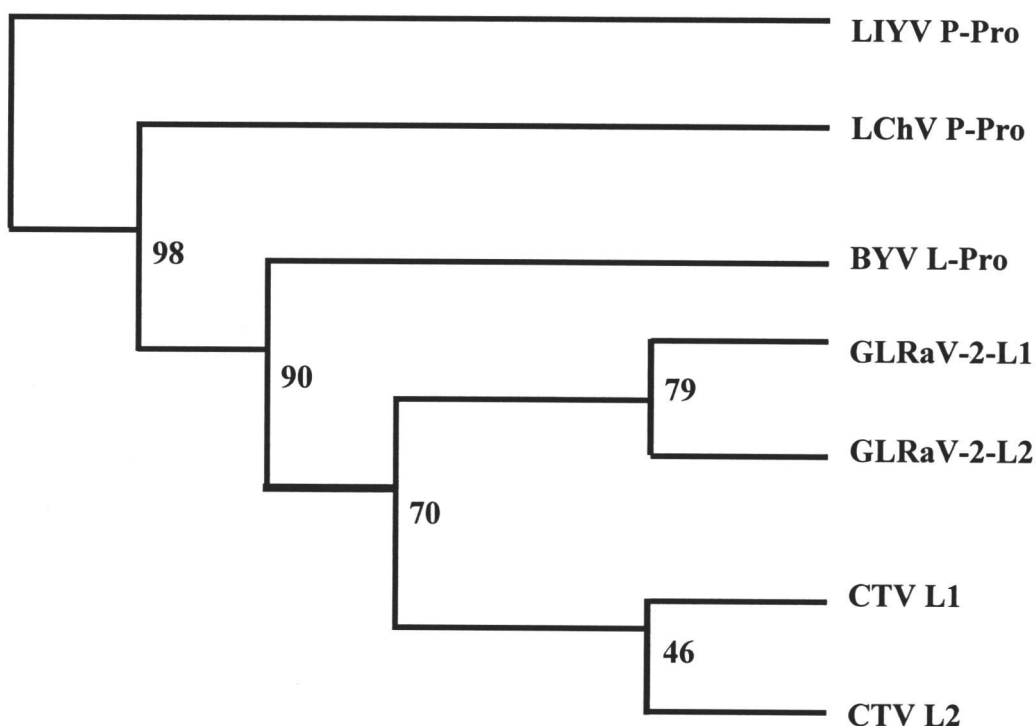 LIYV P-Pro
LChV P-Pro
98
BYV L-Pro
GLRaV-2-L1
90
79
GLRaV-2-L2
70
CTV L1
46
CTV L2